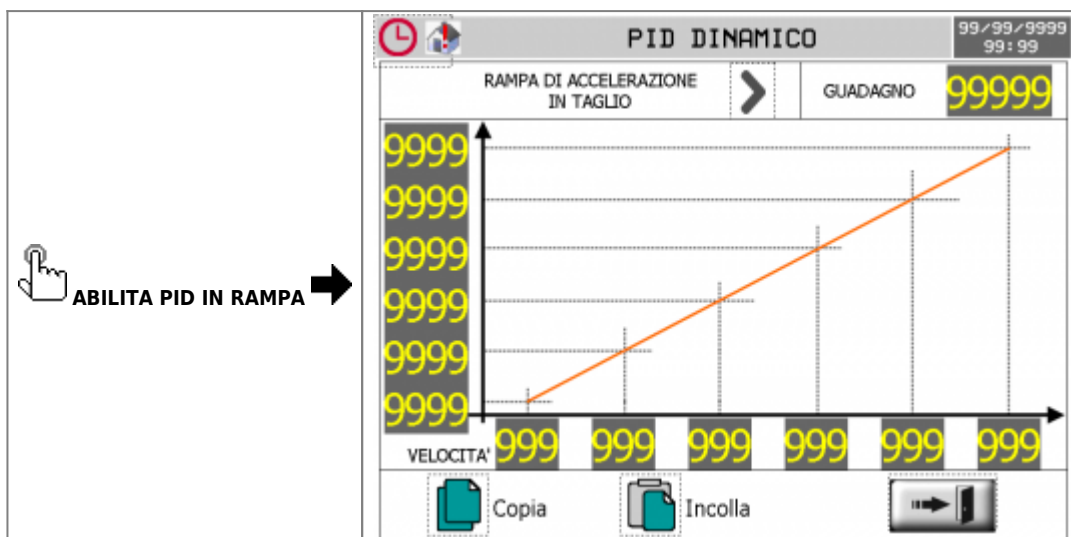 ABILITA PID IN RAMPA
PID DINAMICO
99/99/9999
99:99
RAMPA DI ACCELERAZIONE
IN TAGLIO
GUADAGNO
99999
9999
9999
9999
9999
9999
9999
VELOCITA' 999 999 999 999 999 999
Copia
Incolla